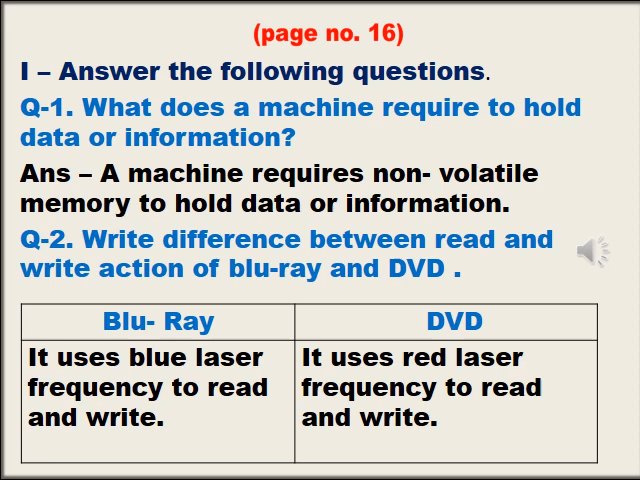 (page no. 16)
I – Answer the following questions.
Q-1. What does a machine require to hold
data or information?
Ans – A machine requires non- volatile
memory to hold data or information.
Q-2. Write difference between read and
write action of blu-ray and DVD .
Blu- Ray
DVD
It uses blue laser
frequency to read
and write.
It uses red laser
frequency to read
and write.